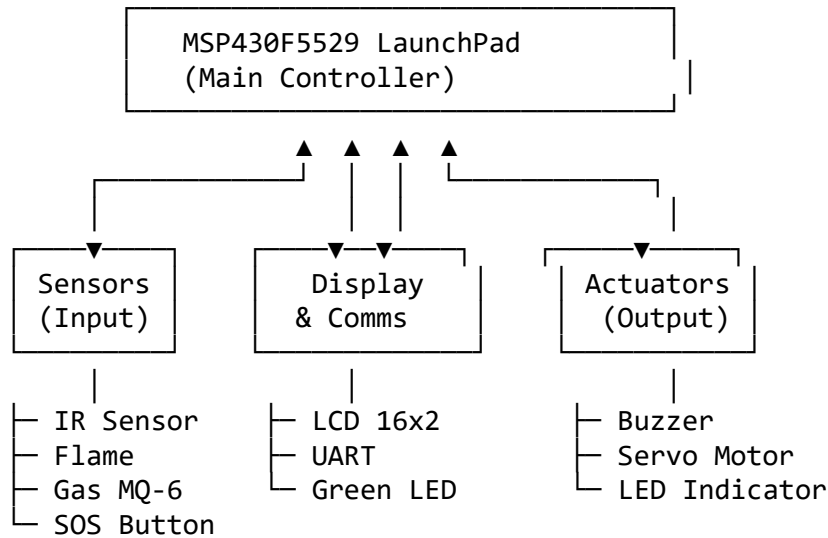 MSP430F5529 LaunchPad
(Main Controller)
Sensors
(Input)
Display
& Comms
Actuators
(Output)
IR Sensor
Flame
Gas MQ-6
SOS Button
LCD 16x2
UART
Green LED
Buzzer
Servo Motor
LED Indicator